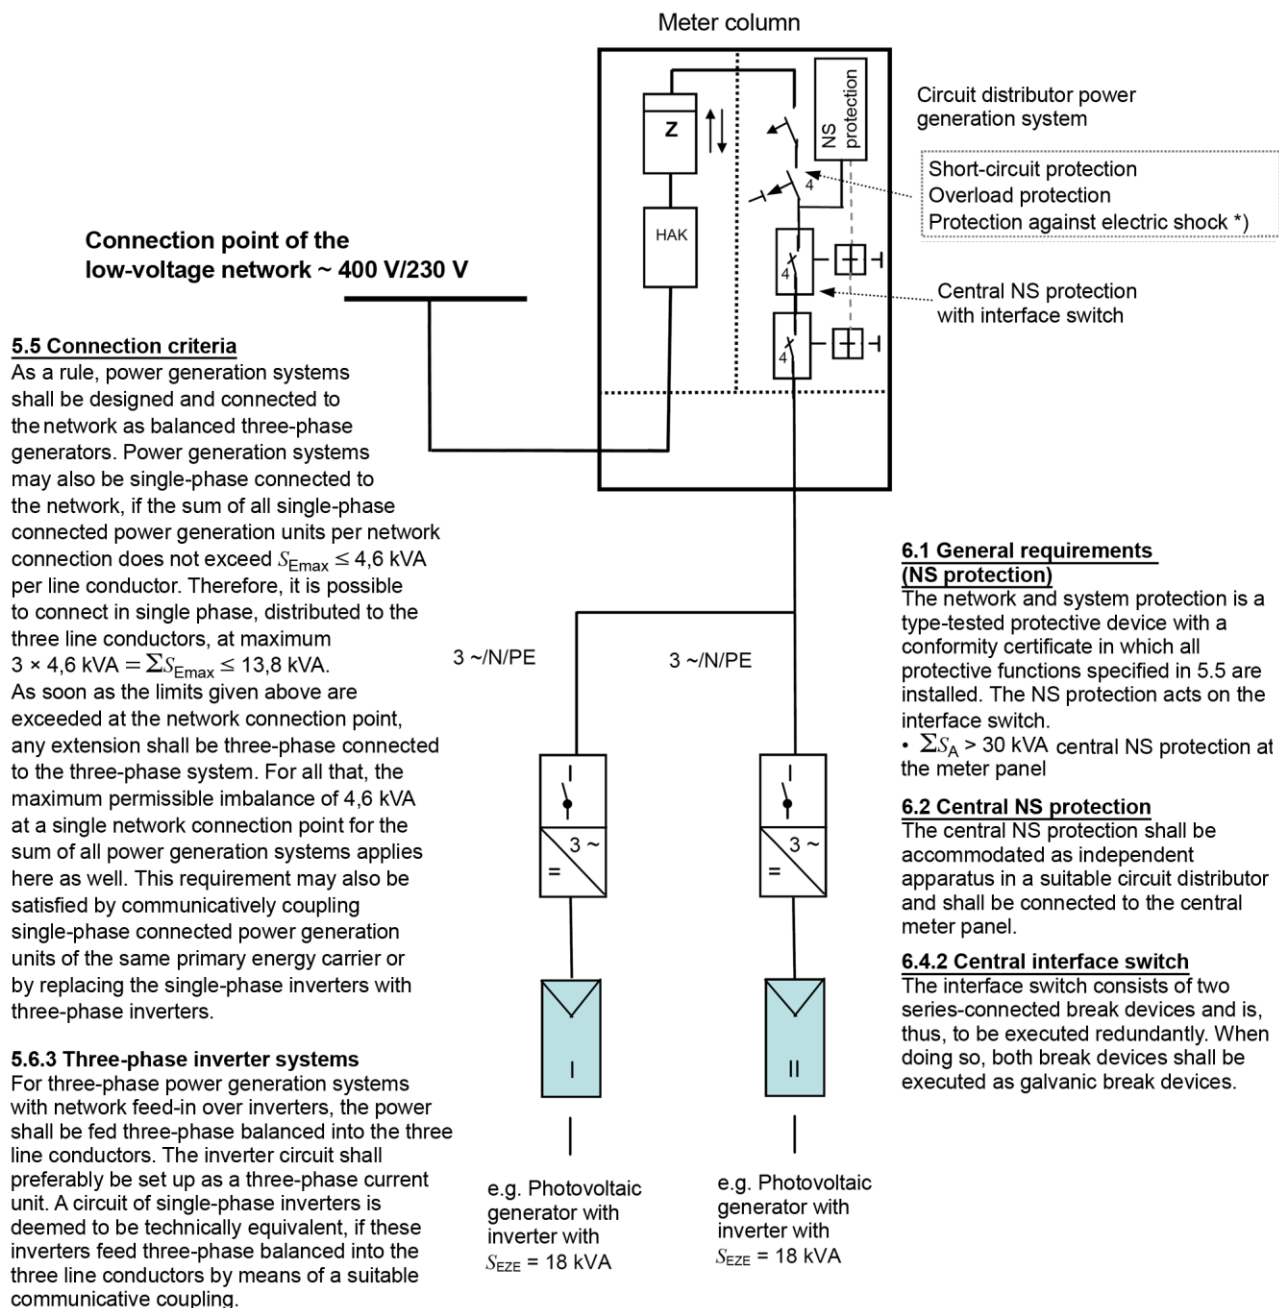 Meter column
Z
NS
protection
4
HAK
4
4
Circuit distributor power
generation system
Short-circuit protection
Overload protection
Protection against electric shock *)
Central NS protection
with interface switch
Connection point of the
low-voltage network ~ 400 V/230 V
5.5 Connection criteria
As a rule, power generation systems
shall be designed and connected to
the network as balanced three-phase
generators. Power generation systems
may also be single-phase connected to
the network, if the sum of all single-phase
connected power generation units per network
connection does not exceed SEmax ≤ 4,6 kVA
per line conductor. Therefore, it is possible
to connect in single phase, distributed to the
three line conductors, at maximum
3 × 4,6 kVA = ∑SEmax ≤ 13,8 kVA.
As soon as the limits given above are
exceeded at the network connection point,
any extension shall be three-phase connected
to the three-phase system. For all that, the
maximum permissible imbalance of 4,6 kVA
at a single network connection point for the
sum of all power generation systems applies
here as well. This requirement may also be
satisfied by communicatively coupling
single-phase connected power generation
units of the same primary energy carrier or
by replacing the single-phase inverters with
three-phase inverters.
5.6.3 Three-phase inverter systems
For three-phase power generation systems
with network feed-in over inverters, the power
shall be fed three-phase balanced into the three
line conductors. The inverter circuit shall
preferably be set up as a three-phase current
unit. A circuit of single-phase inverters is
deemed to be technically equivalent, if these
inverters feed three-phase balanced into the
three line conductors by means of a suitable
communicative coupling.
3 ~/N/PE
3 ~/N/PE
3 ~
=
3 ~
=
I
II
e.g. Photovoltaic
generator with
inverter with
SEZE = 18 kVA
e.g. Photovoltaic
generator with
inverter with
SEZE = 18 kVA
6.1 General requirements
(NS protection)
The network and system protection is a
type-tested protective device with a
conformity certificate in which all
protective functions specified in 5.5 are
installed. The NS protection acts on the
interface switch.
• ∑SA > 30 kVA central NS protection at
the meter panel
6.2 Central NS protection
The central NS protection shall be
accommodated as independent
apparatus in a suitable circuit distributor
and shall be connected to the central
meter panel.
6.4.2 Central interface switch
The interface switch consists of two
series-connected break devices and is,
thus, to be executed redundantly. When
doing so, both break devices shall be
executed as galvanic break devices.